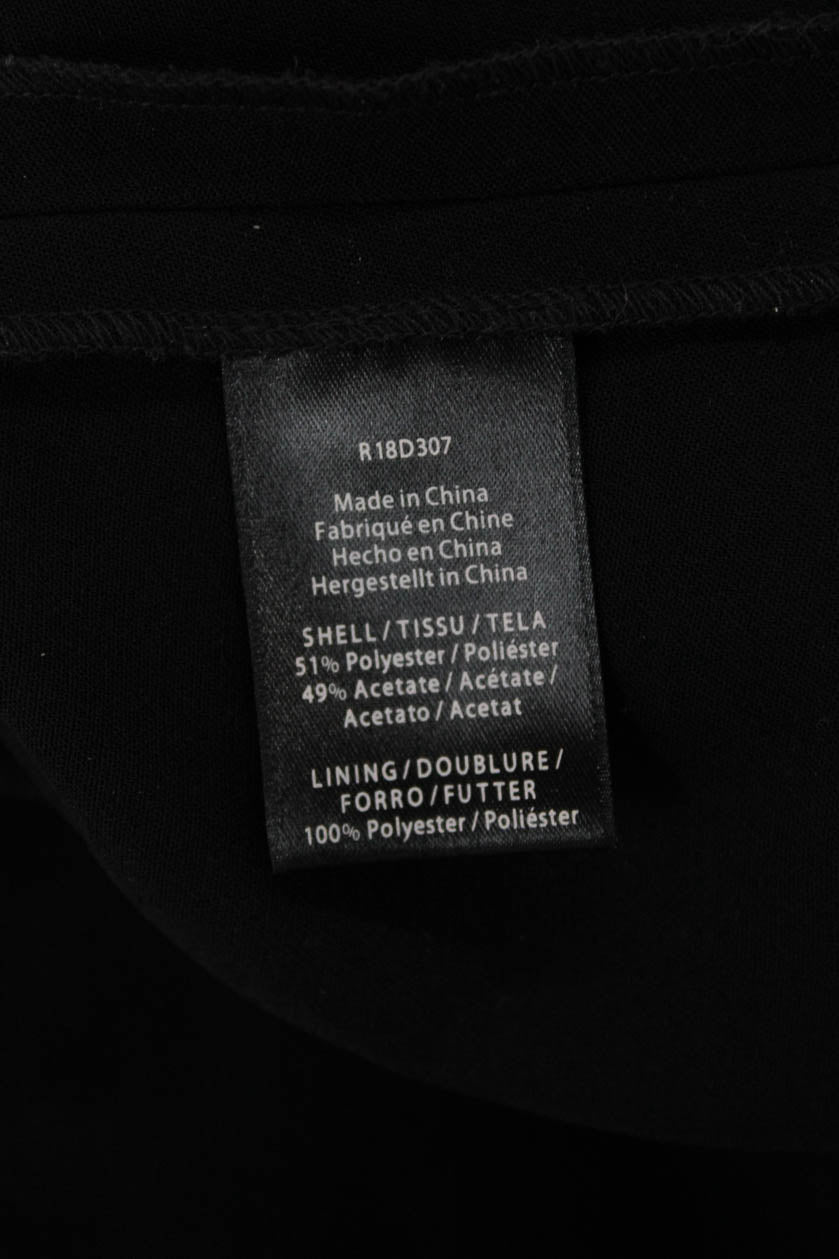 R18D307
Made in China
Fabriqué en Chine
Hecho en China
Hergestellt in China
SHELL / TISSU / TELA
51% Polyester / Poliéster
49% Acetate / Acétate /
Acetato / Acetat
LINING / DOUBLURE /
FORRO / FUTTER
100% Polyester / Poliéster